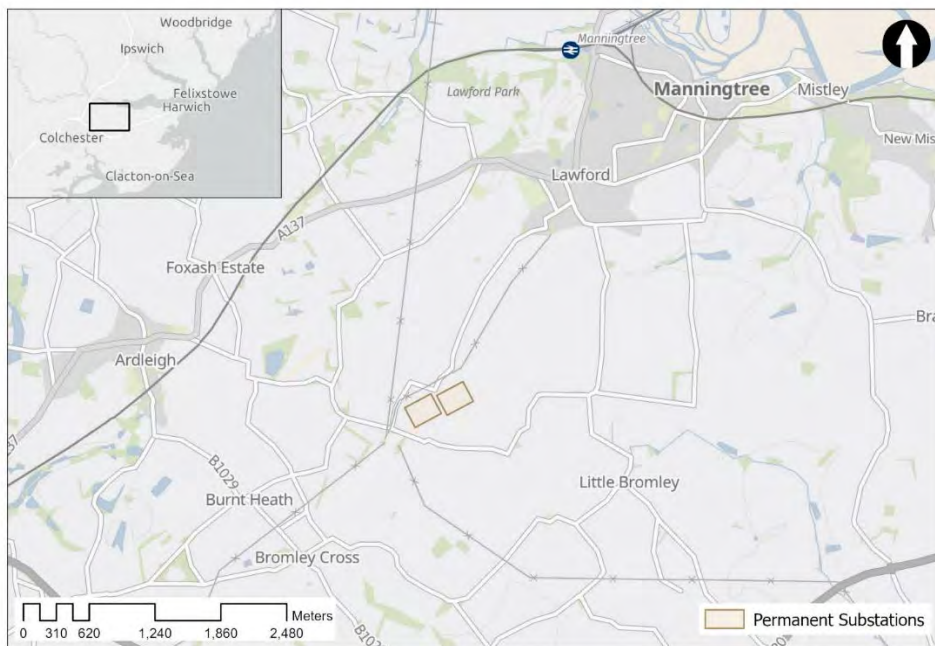 Woodbridge
Ipswich
Felixstowe
Harwich
Colchester
Clacton-on-Sea
Manningtree
Lawford Park
Manningtree
Mistley
New Mis
Lawford
A137
Foxash Estate
Bra
Ardleigh
B1029
Burnt Heath
Little Bromley
Bromley Cross
Meters
0 310 620 1,240 1,860 2,480
Permanent Substations